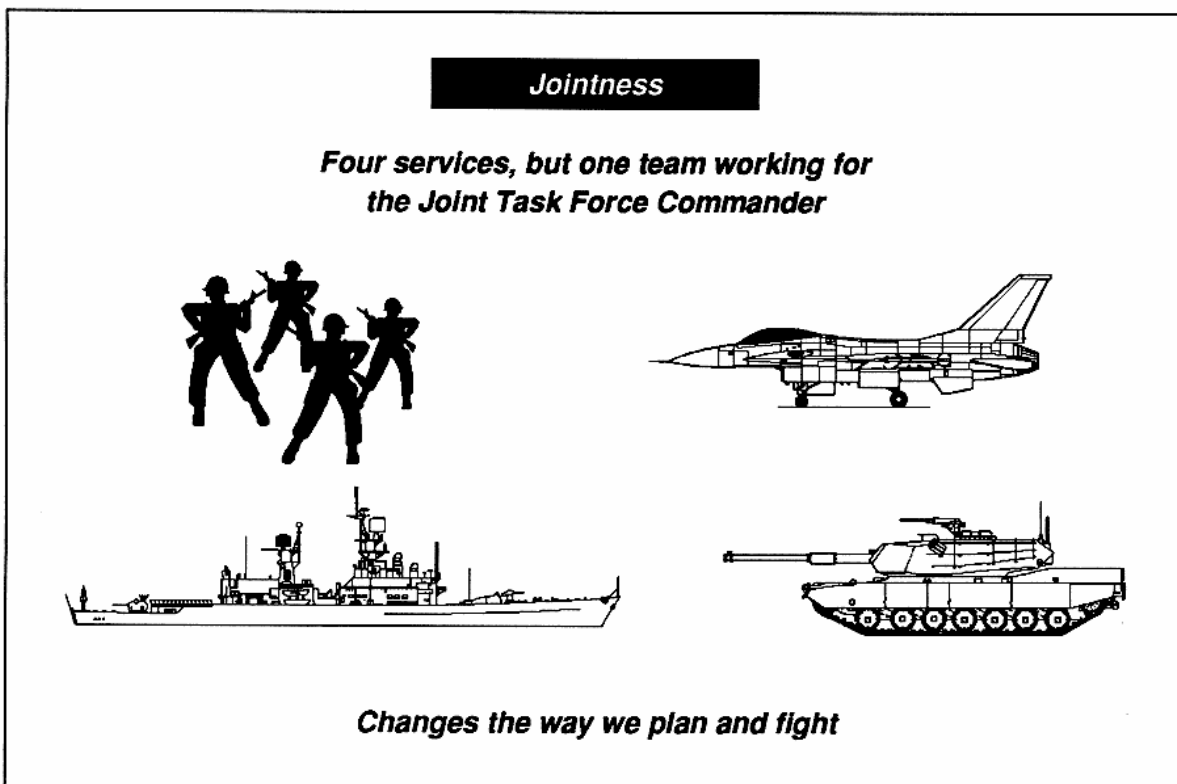 Jointness
Four services, but one team working for
the Joint Task Force Commander
Changes the way we plan and fight